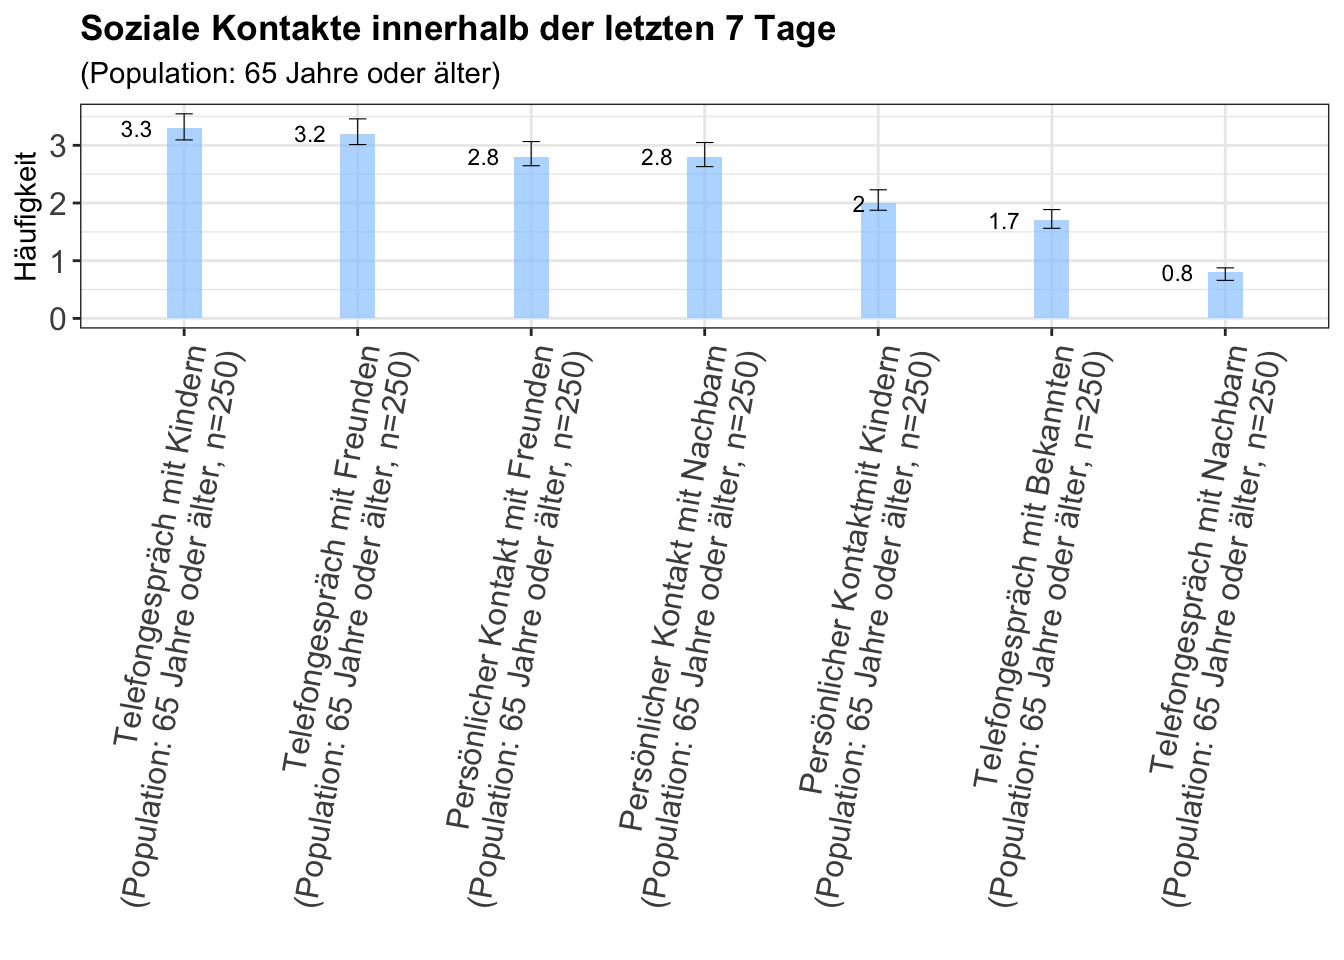 Soziale Kontakte innerhalb der letzten 7 Tage
(Population: 65 Jahre oder älter)
Häufigkeit
3
2
1
0
3.3
3.2
2.8
2.8
2
1.7
0.8
Telefongespräch mit Kindern
(Population: 65 Jahre oder älter, n=250)
Telefongespräch mit Freunden
(Population: 65 Jahre oder älter, n=250)
Persönlicher Kontakt mit Freunden
(Population: 65 Jahre oder älter, n=250)
Persönlicher Kontakt mit Nachbarn
(Population: 65 Jahre oder älter, n=250)
Persönlicher Kontaktmit Kindern
(Population: 65 Jahre oder älter, n=250)
Telefongespräch mit Bekannten
(Population: 65 Jahre oder älter, n=250)
Telefongespräch mit Nachbarn
(Population: 65 Jahre oder älter, n=250)